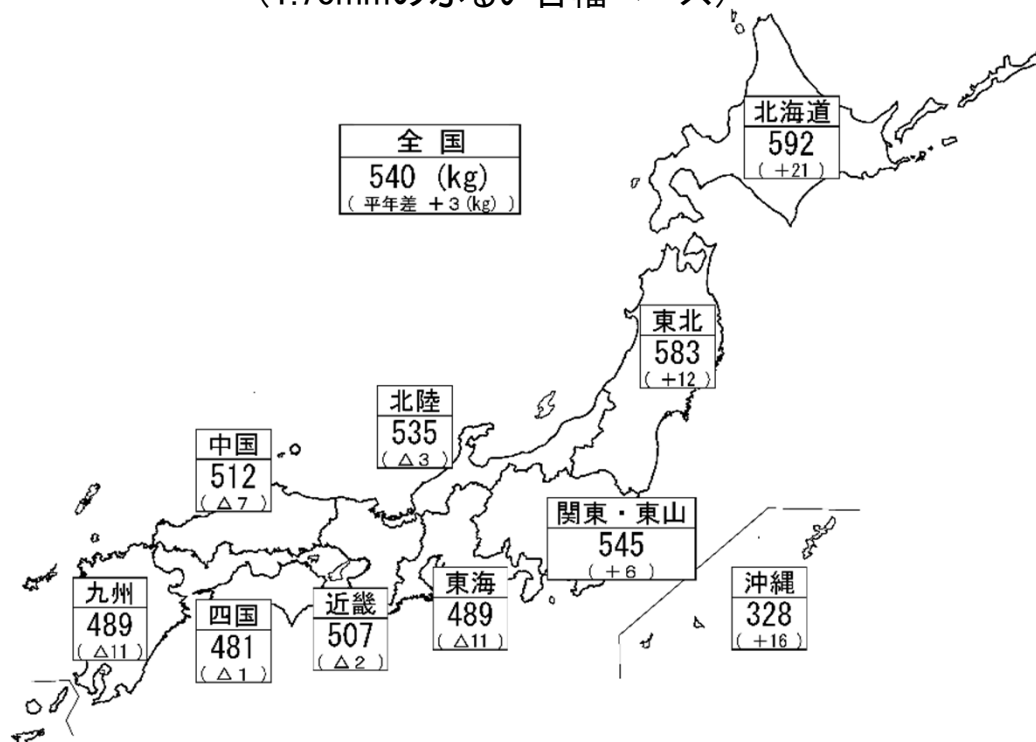 全 国
540 (kg)
( 平年差 +3(kg) )
北海道
592
( +21 )
東北
583
( +12 )
北陸
535
( △3 )
中国
512
( △7 )
関東・東山
545
( +6 )
九州
489
( △11 )
四国
481
( △1 )
近畿
507
( △2 )
東海
489
( △11 )
沖縄
328
( +16 )